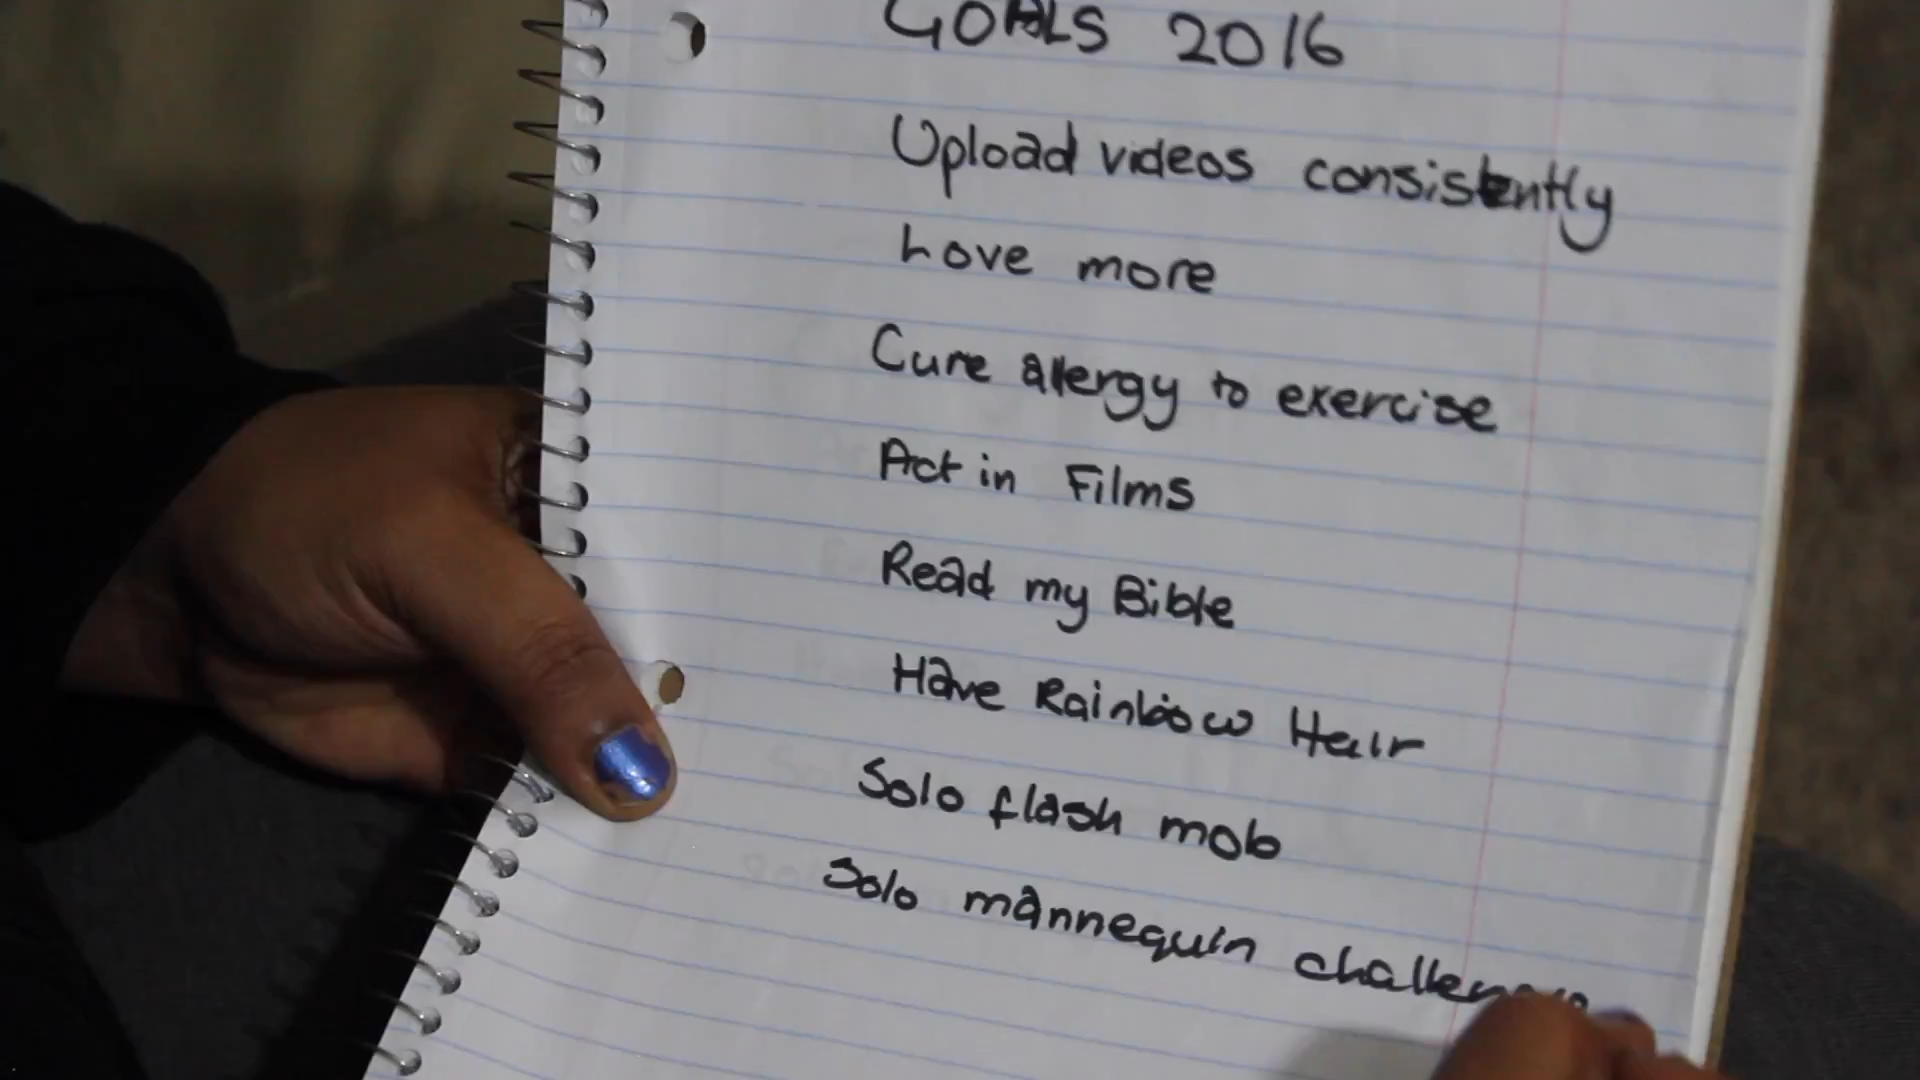 GOALS 2016
Upload videos consistently
Love more
Cure allergy to exercise
Act in Films
Read my Bible
Have Rainbow Hair
Solo flash mob
Solo mannequin challenge